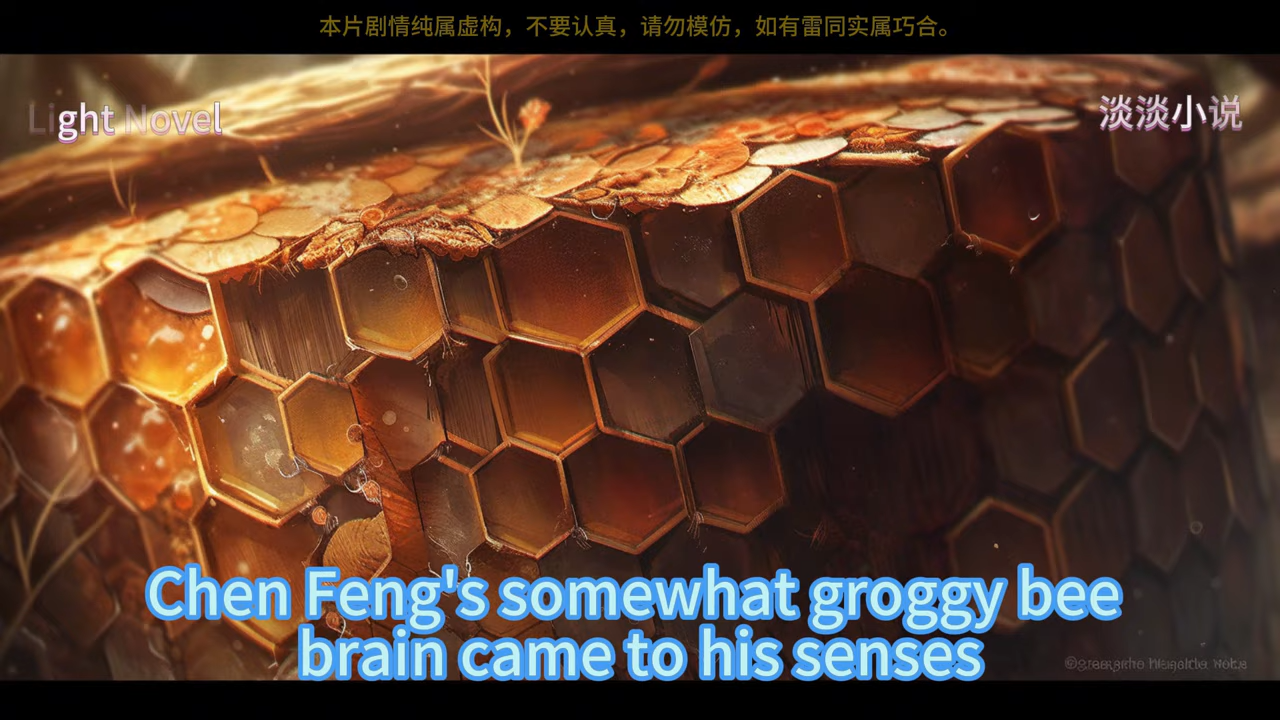 本片剧情纯属虚构，不要认真，请勿模仿，如有雷同实属巧合。
Light Novel
淡淡小说
Chen Feng's somewhat groggy bee
brain came to his senses